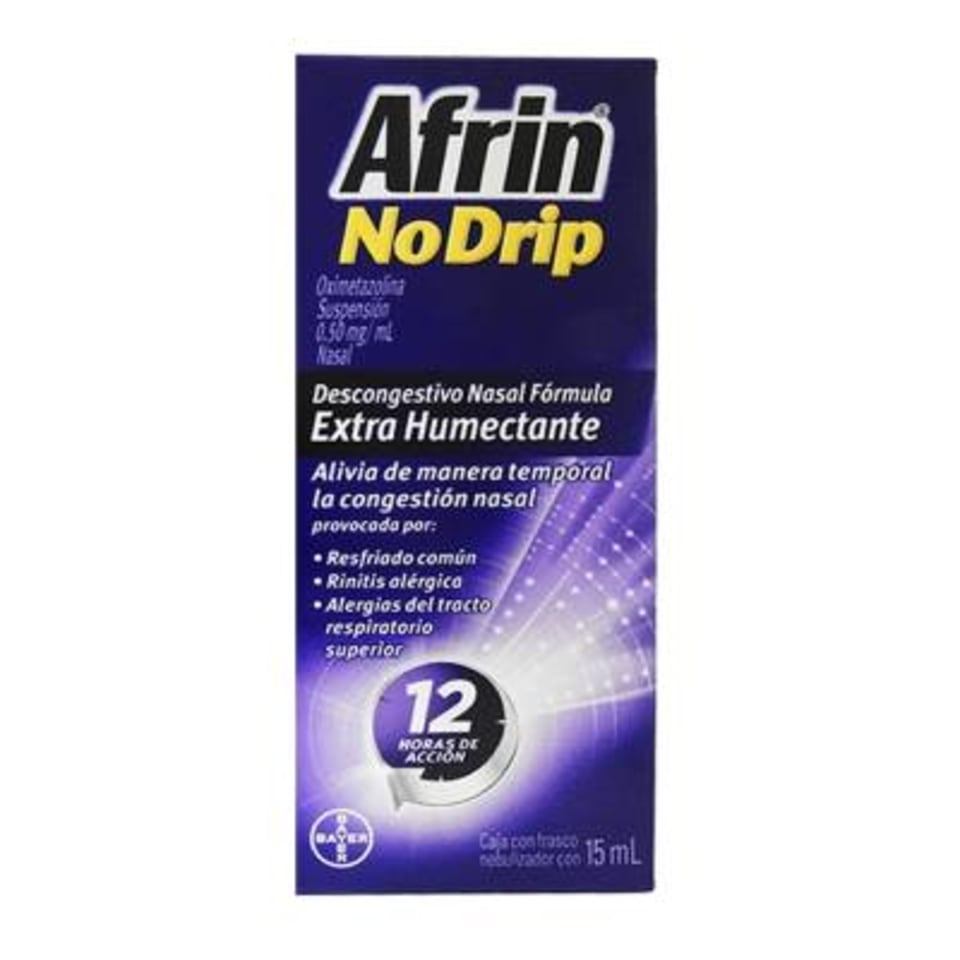 Afrin®
NoDrip
Oximetazolina
Suspensión
0.50 mg/ mL
Nasal
Descongestivo Nasal Fórmula
Extra Humectante
Alivia de manera temporal
la congestión nasal
provocada por:
• Resfriado común
• Rinitis alérgica
• Alergias del tracto
respiratorio
superior
12
HORAS DE
ACCIÓN
BAYER
BAYER
Caja con frasco
nebulizador con 15 mL